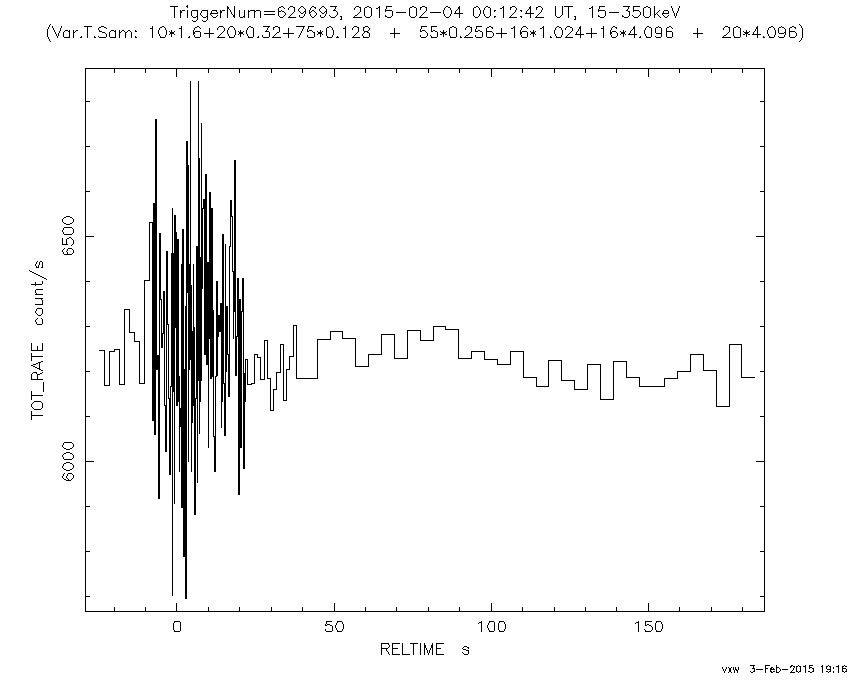 TriggerNum=629693, 2015-02-04 00:12:42 UT, 15-350keV
(Var.T.Sam: 10*1.6+20*0.32+75*0.128 + 55*0.256+16*1.024+16*4.096 + 20*4.096)
6500
6000
TOT_RATE count/s
0 50 100 150
RELTIME s
vxw 3-Feb-2015 19:16